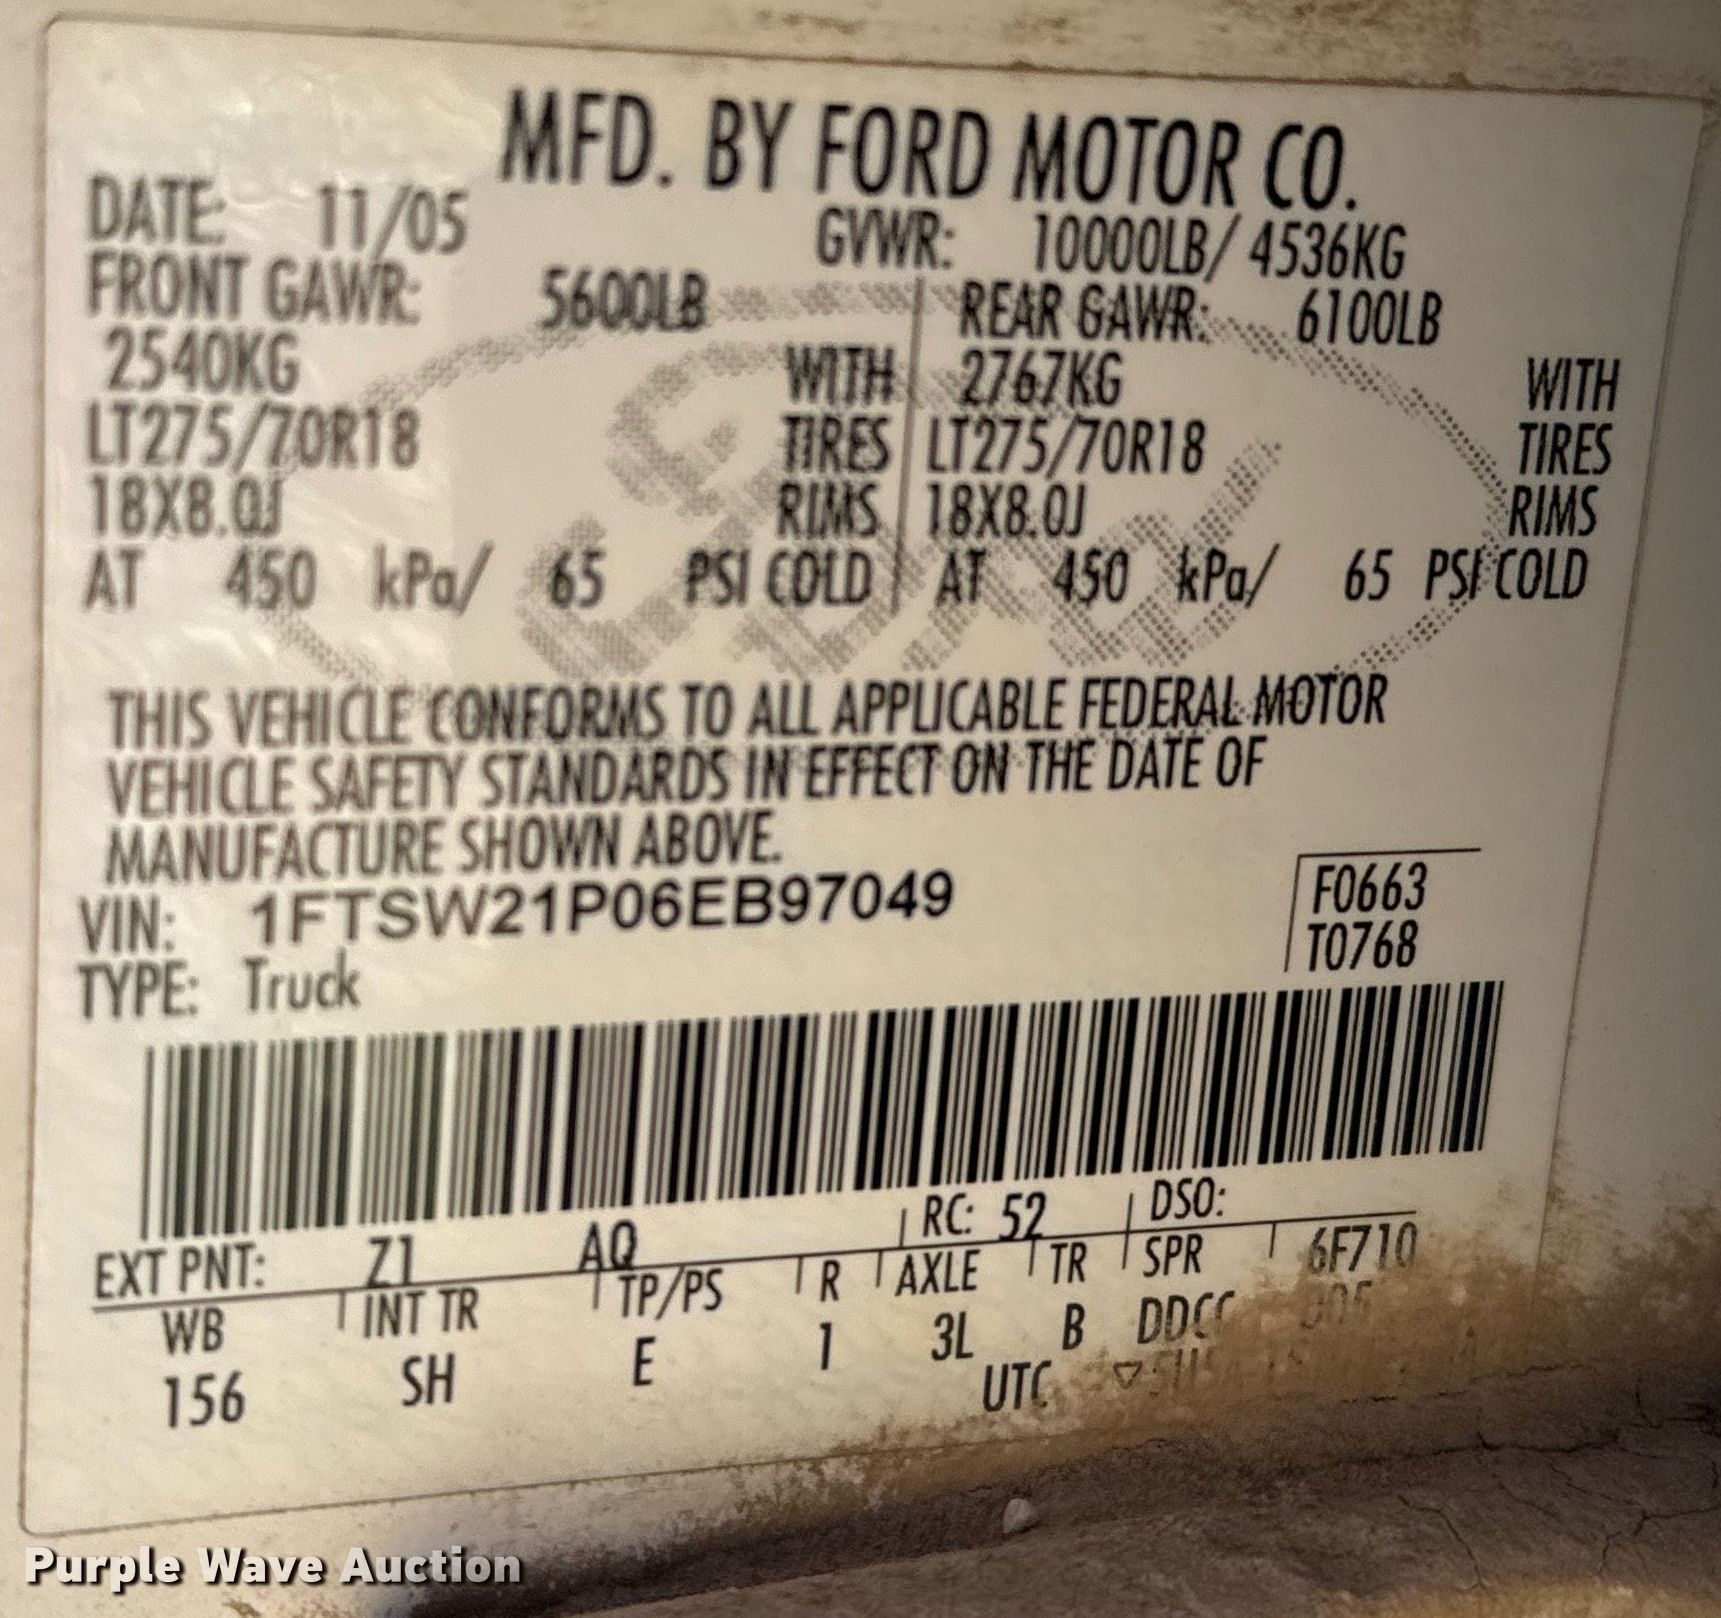 MFD. BY FORD MOTOR CO.
DATE: 11/05 GVWR: 10000LB/ 4536KG
FRONT GAWR: 5600LB REAR GAWR: 6100LB
2540KG WITH 2767KG WITH
LT275/70R18 TIRES LT275/70R18 TIRES
18X8.0J RIMS 18X8.0J RIMS
AT 450 kPa/ 65 PSI COLD AT 450 kPa/ 65 PSI COLD
THIS VEHICLE CONFORMS TO ALL APPLICABLE FEDERAL MOTOR
VEHICLE SAFETY STANDARDS IN EFFECT ON THE DATE OF
MANUFACTURE SHOWN ABOVE.
VIN: 1FTSW21P06EB97049 F0663
TYPE: Truck T0768
EXT PNT: Z1 AQ RC: 52 DSO:
WB INT TR TP/PS R AXLE TR SPR 6F710
156 SH E 1 3L B DDCC
UTC
Purple Wave Auction